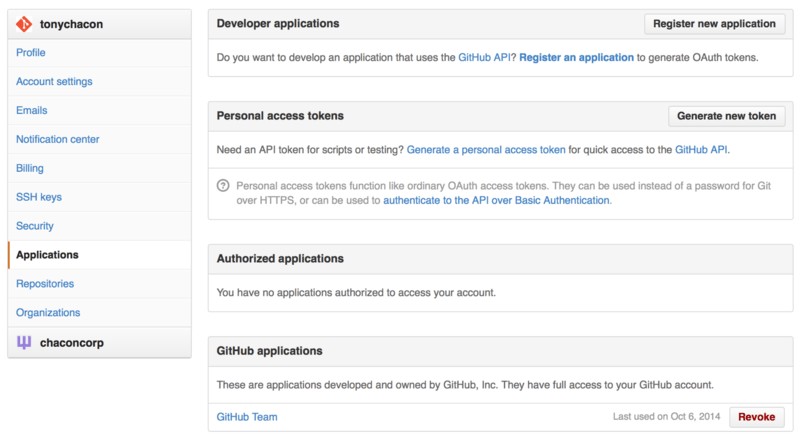 tonychacon
Profile
Account settings
Emails
Notification center
Billing
SSH keys
Security
Applications
Repositories
Organizations
chaconcorp
Developer applications
Register new application
Do you want to develop an application that uses the GitHub API? Register an application to generate OAuth tokens.
Personal access tokens
Generate new token
Need an API token for scripts or testing? Generate a personal access token for quick access to the GitHub API.
? Personal access tokens function like ordinary OAuth access tokens. They can be used instead of a password for Git
over HTTPS, or can be used to authenticate to the API over Basic Authentication.
Authorized applications
You have no applications authorized to access your account.
GitHub applications
These are applications developed and owned by GitHub, Inc. They have full access to your GitHub account.
GitHub Team
Last used on Oct 6, 2014
Revoke